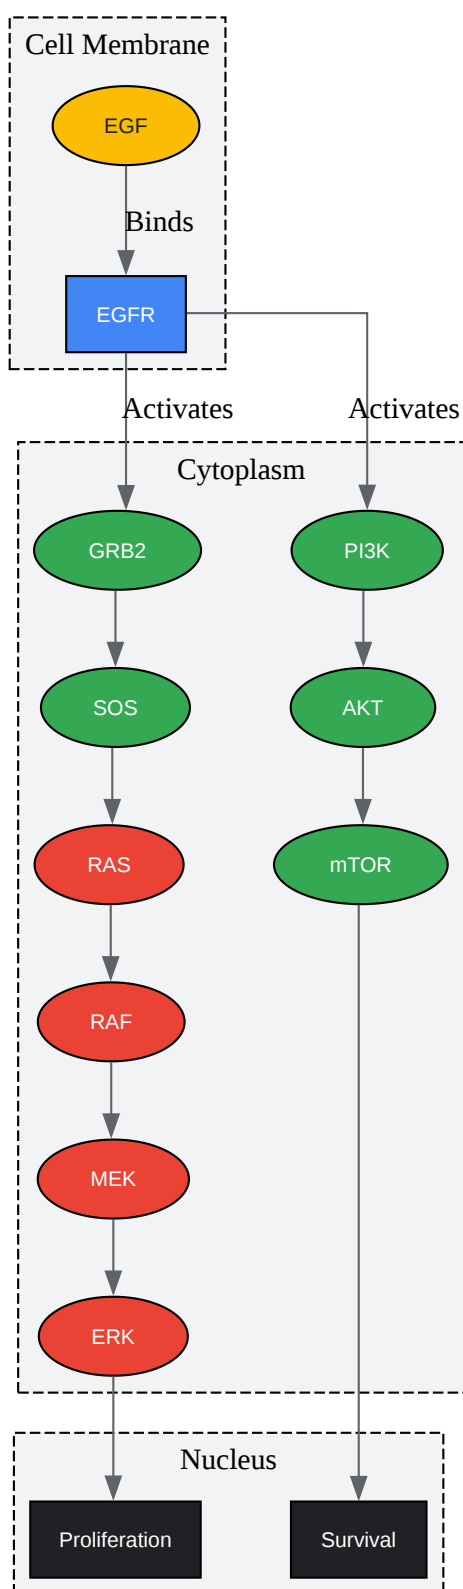 Cell Membrane
EGF
Binds
EGFR
Activates
Activates
Cytoplasm
GRB2
PI3K
SOS
AKT
RAS
mTOR
RAF
MEK
ERK
Nucleus
Proliferation
Survival